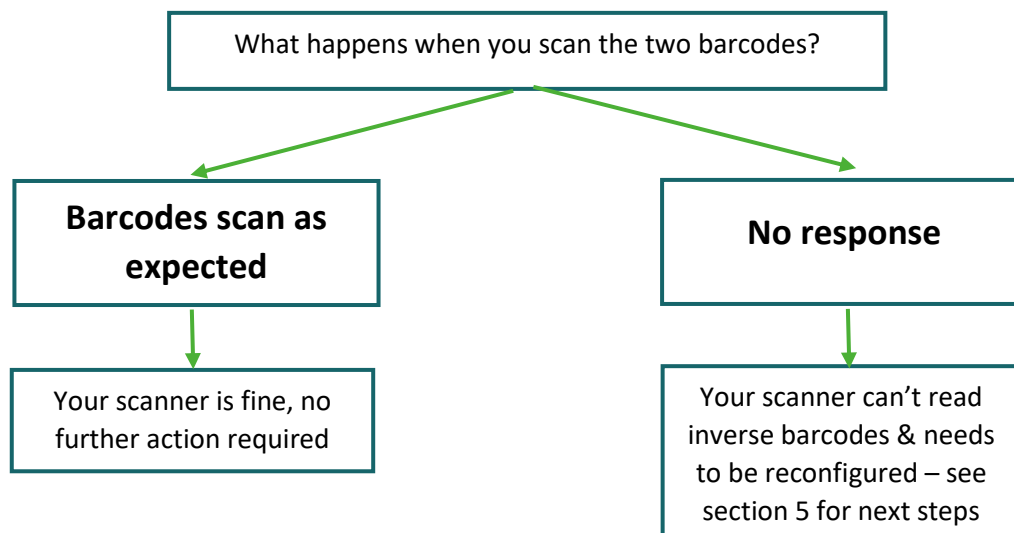 What happens when you scan the two barcodes?
Barcodes scan as
expected
No response
Your scanner is fine, no
further action required
Your scanner can’t read
inverse barcodes & needs
to be reconfigured – see
section 5 for next steps